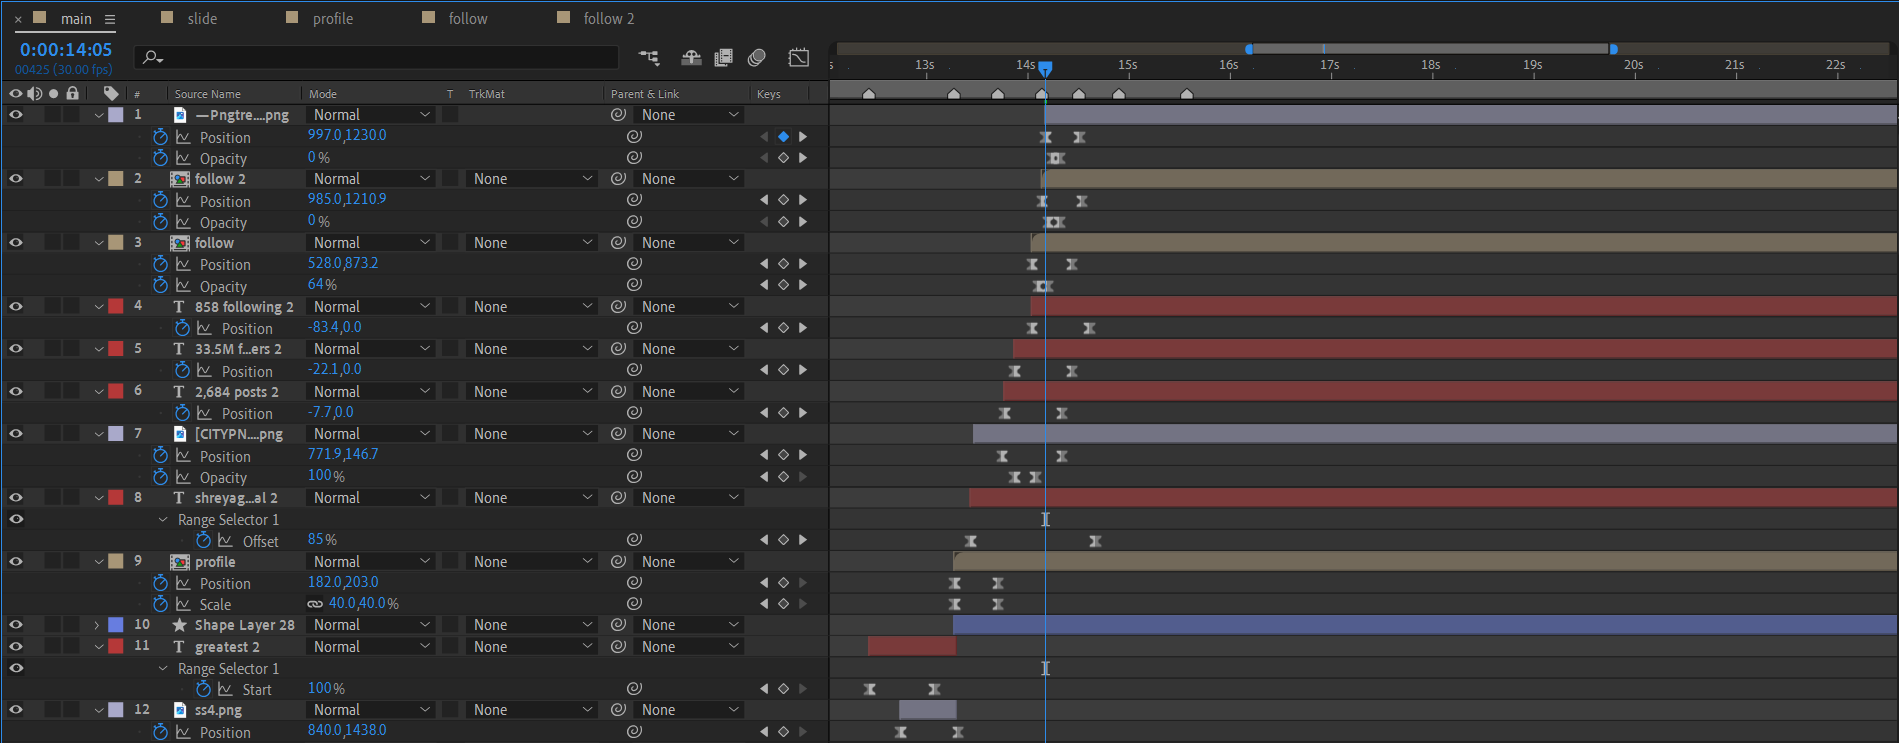 × main ≡ slide profile follow follow 2
0:00:14:05
00425 (30.00 fps)
s 13s 14s 15s 16s 17s 18s 19s 20s 21s 22s
# Source Name Mode T TrkMat Parent & Link Keys
1 —Pngtre....png Normal None
Position 997.0,1230.0
Opacity 0%
2 follow 2 Normal None None
Position 985.0,1210.9
Opacity 0%
3 follow Normal None None
Position 528.0,873.2
Opacity 64%
4 T 858 following 2 Normal None None
Position -83.4,0.0
5 T 33.5M f...ers 2 Normal None None
Position -22.1,0.0
6 T 2,684 posts 2 Normal None None
Position -7.7,0.0
7 [CITYPN....png Normal None None
Position 771.9,146.7
Opacity 100%
8 T shreyag...al 2 Normal None None
Range Selector 1
Offset 85%
9 profile Normal None None
Position 182.0,203.0
Scale 40.0,40.0%
10 Shape Layer 28 Normal None None
11 T greatest 2 Normal None None
Range Selector 1
Start 100%
12 ss4.png Normal None None
Position 840.0,1438.0